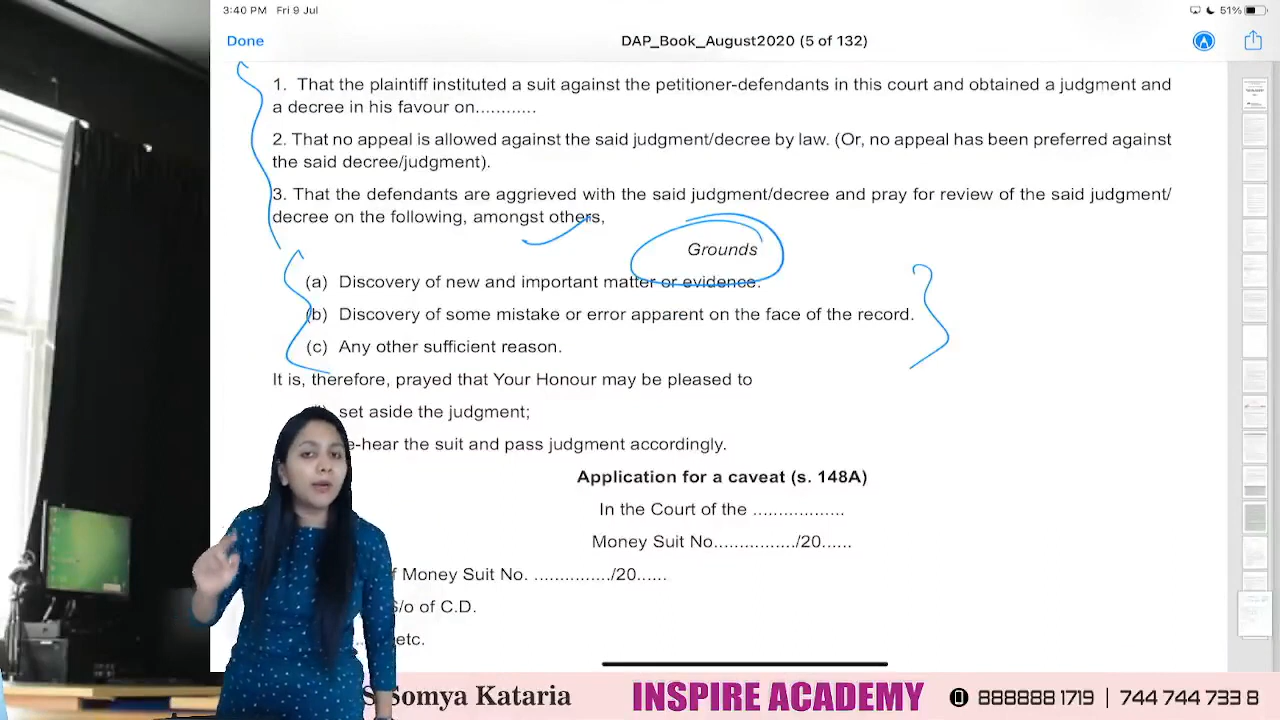 3:40 PM Fri 9 Jul
51%
Done
DAP_Book_August2020 (5 of 132)
1. That the plaintiff instituted a suit against the petitioner-defendants in this court and obtained a judgment and
a decree in his favour on............
2. That no appeal is allowed against the said judgment/decree by law. (Or, no appeal has been preferred against
the said decree/judgment).
3. That the defendants are aggrieved with the said judgment/decree and pray for review of the said judgment/
decree on the following, amongst others,
Grounds
(a) Discovery of new and important matter or evidence.
(b) Discovery of some mistake or error apparent on the face of the record.
(c) Any other sufficient reason.
It is, therefore, prayed that Your Honour may be pleased to
set aside the judgment;
e-hear the suit and pass judgment accordingly.
Application for a caveat (s. 148A)
In the Court of the ..................
Money Suit No................/20......
f Money Suit No. .............../20......
s/o of C.D.
etc.
S Somya Kataria
INSPIRE ACADEMY
888888 1719 | 744 744 733 8